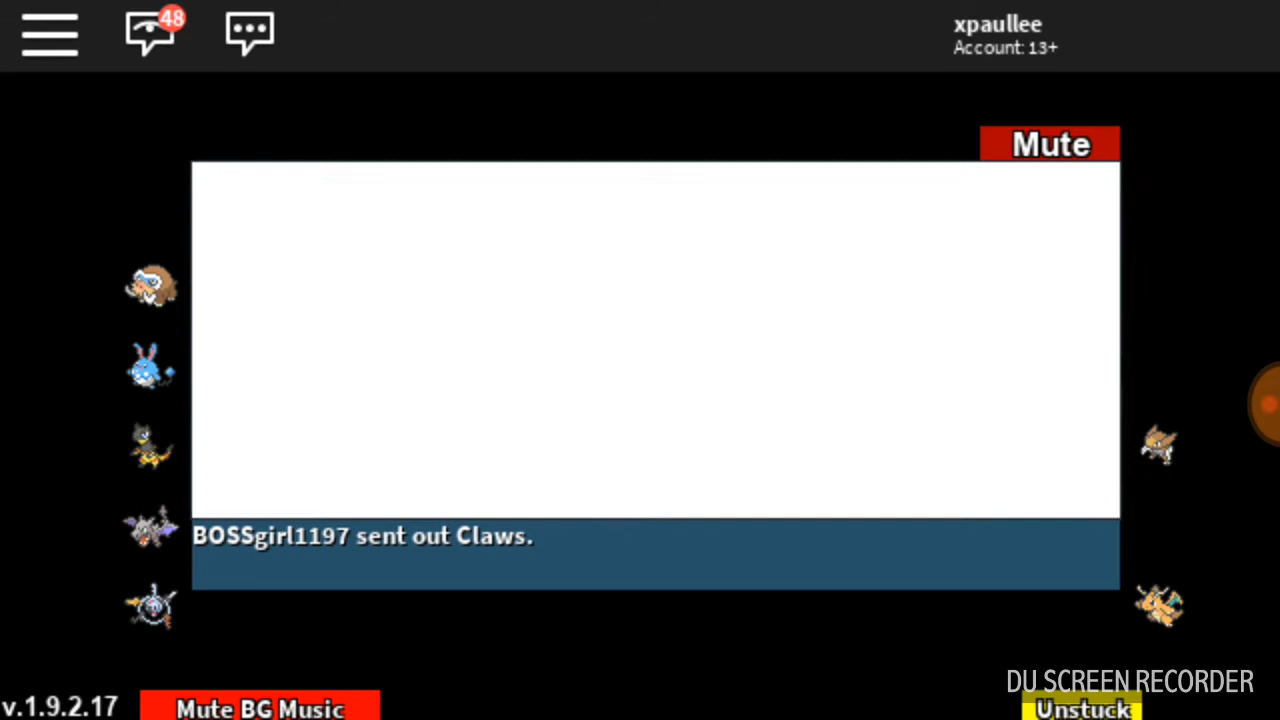 48
xpaullee
Account: 13+
Mute
BOSSgirl1197 sent out Claws.
DU SCREEN RECORDER
v.1.9.2.17
Mute BG Music
Unstuck